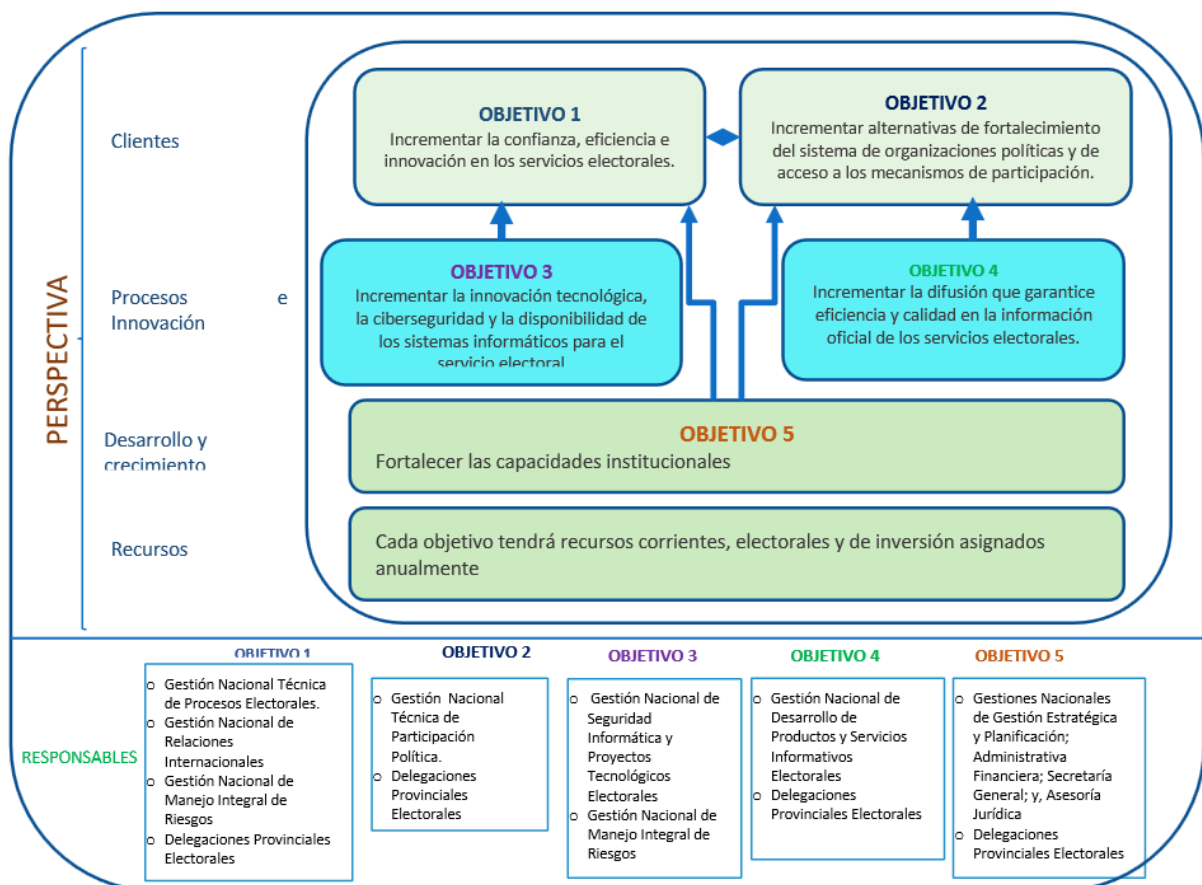 PERSPECTIVA
Clientes
OBJETIVO 1
Incrementar la confianza, eficiencia e
innovación en los servicios electorales.
OBJETIVO 2
Incrementar alternativas de fortalecimiento
del sistema de organizaciones políticas y de
acceso a los mecanismos de participación.
Procesos e
Innovación
OBJETIVO 3
Incrementar la innovación tecnológica,
la ciberseguridad y la disponibilidad de
los sistemas informáticos para el
servicio electoral
OBJETIVO 4
Incrementar la difusión que garantice
eficiencia y calidad en la información
oficial de los servicios electorales.
Desarrollo y
crecimiento
OBJETIVO 5
Fortalecer las capacidades institucionales
Recursos
Cada objetivo tendrá recursos corrientes, electorales y de inversión asignados
anualmente
RESPONSABLES
OBJETIVO 1
o Gestión Nacional Técnica
de Procesos Electorales.
o Gestión Nacional de
Relaciones
Internacionales
o Gestión Nacional de
Manejo Integral de
Riesgos
o Delegaciones Provinciales
Electorales
OBJETIVO 2
o Gestión Nacional
Técnica de
Participación
Política.
o Delegaciones
Provinciales
Electorales
OBJETIVO 3
o Gestión Nacional de
Seguridad
Informática y
Proyectos
Tecnológicos
Electorales
o Gestión Nacional de
Manejo Integral de
Riesgos
OBJETIVO 4
o Gestión Nacional de
Desarrollo de
Productos y Servicios
Informativos
Electorales
o Delegaciones
Provinciales Electorales
OBJETIVO 5
o Gestiones Nacionales
de Gestión Estratégica
y Planificación;
Administrativa
Financiera; Secretaría
General; y, Asesoría
Jurídica
o Delegaciones
Provinciales Electorales